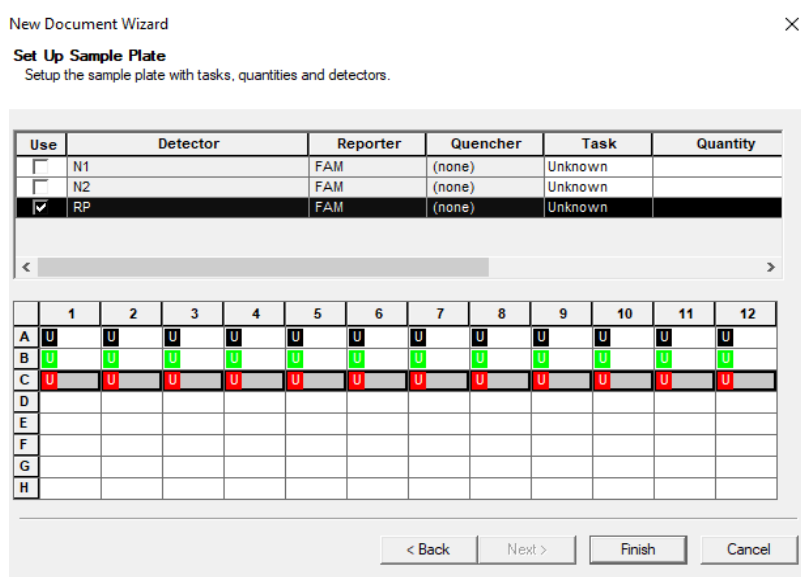 New Document Wizard
Set Up Sample Plate
Setup the sample plate with tasks, quantities and detectors.
Use Detector Reporter Quencher Task Quantity
N1 FAM (none) Unknown
N2 FAM (none) Unknown
RP FAM (none) Unknown
1 2 3 4 5 6 7 8 9 10 11 12
A U U U U U U U U U U U U
B U U U U U U U U U U U U
C U U U U U U U U U U U U
D
E
F
G
H
< Back Next > Finish Cancel